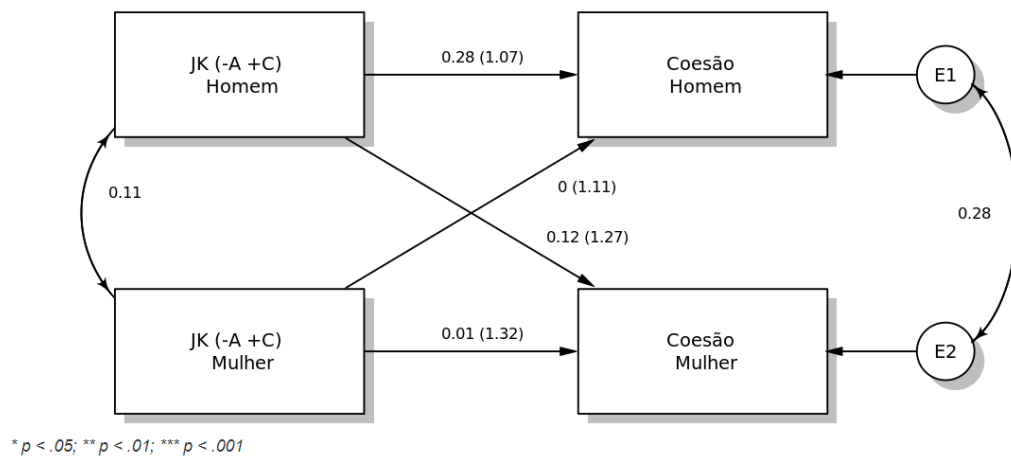 JK (-A +C)
Homem
0.28 (1.07)
Coesão
Homem
E1
0.11
0 (1.11)
0.12 (1.27)
0.28
JK (-A +C)
Mulher
0.01 (1.32)
Coesão
Mulher
E2
* p < .05; ** p < .01; *** p < .001